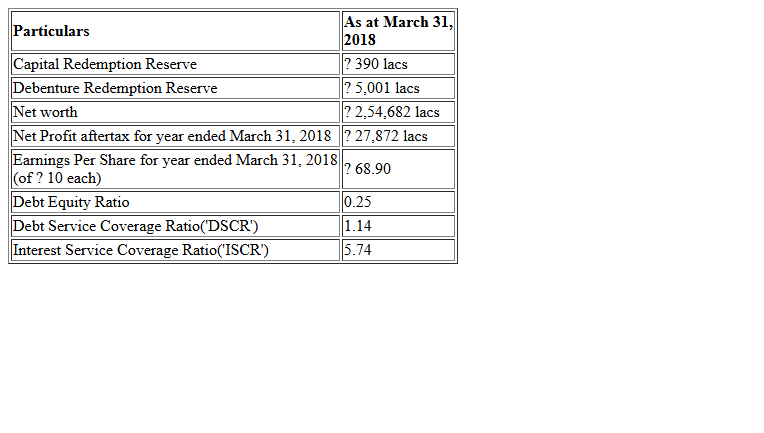 Particulars
As at March 31,
2018
Capital Redemption Reserve
? 390 lacs
Debenture Redemption Reserve
? 5,001 lacs
Net worth
? 2,54,682 lacs
Net Profit aftertax for year ended March 31, 2018
? 27,872 lacs
Earnings Per Share for year ended March 31, 2018
(of ? 10 each)
? 68.90
Debt Equity Ratio
0.25
Debt Service Coverage Ratio('DSCR')
1.14
Interest Service Coverage Ratio('ISCR')
5.74